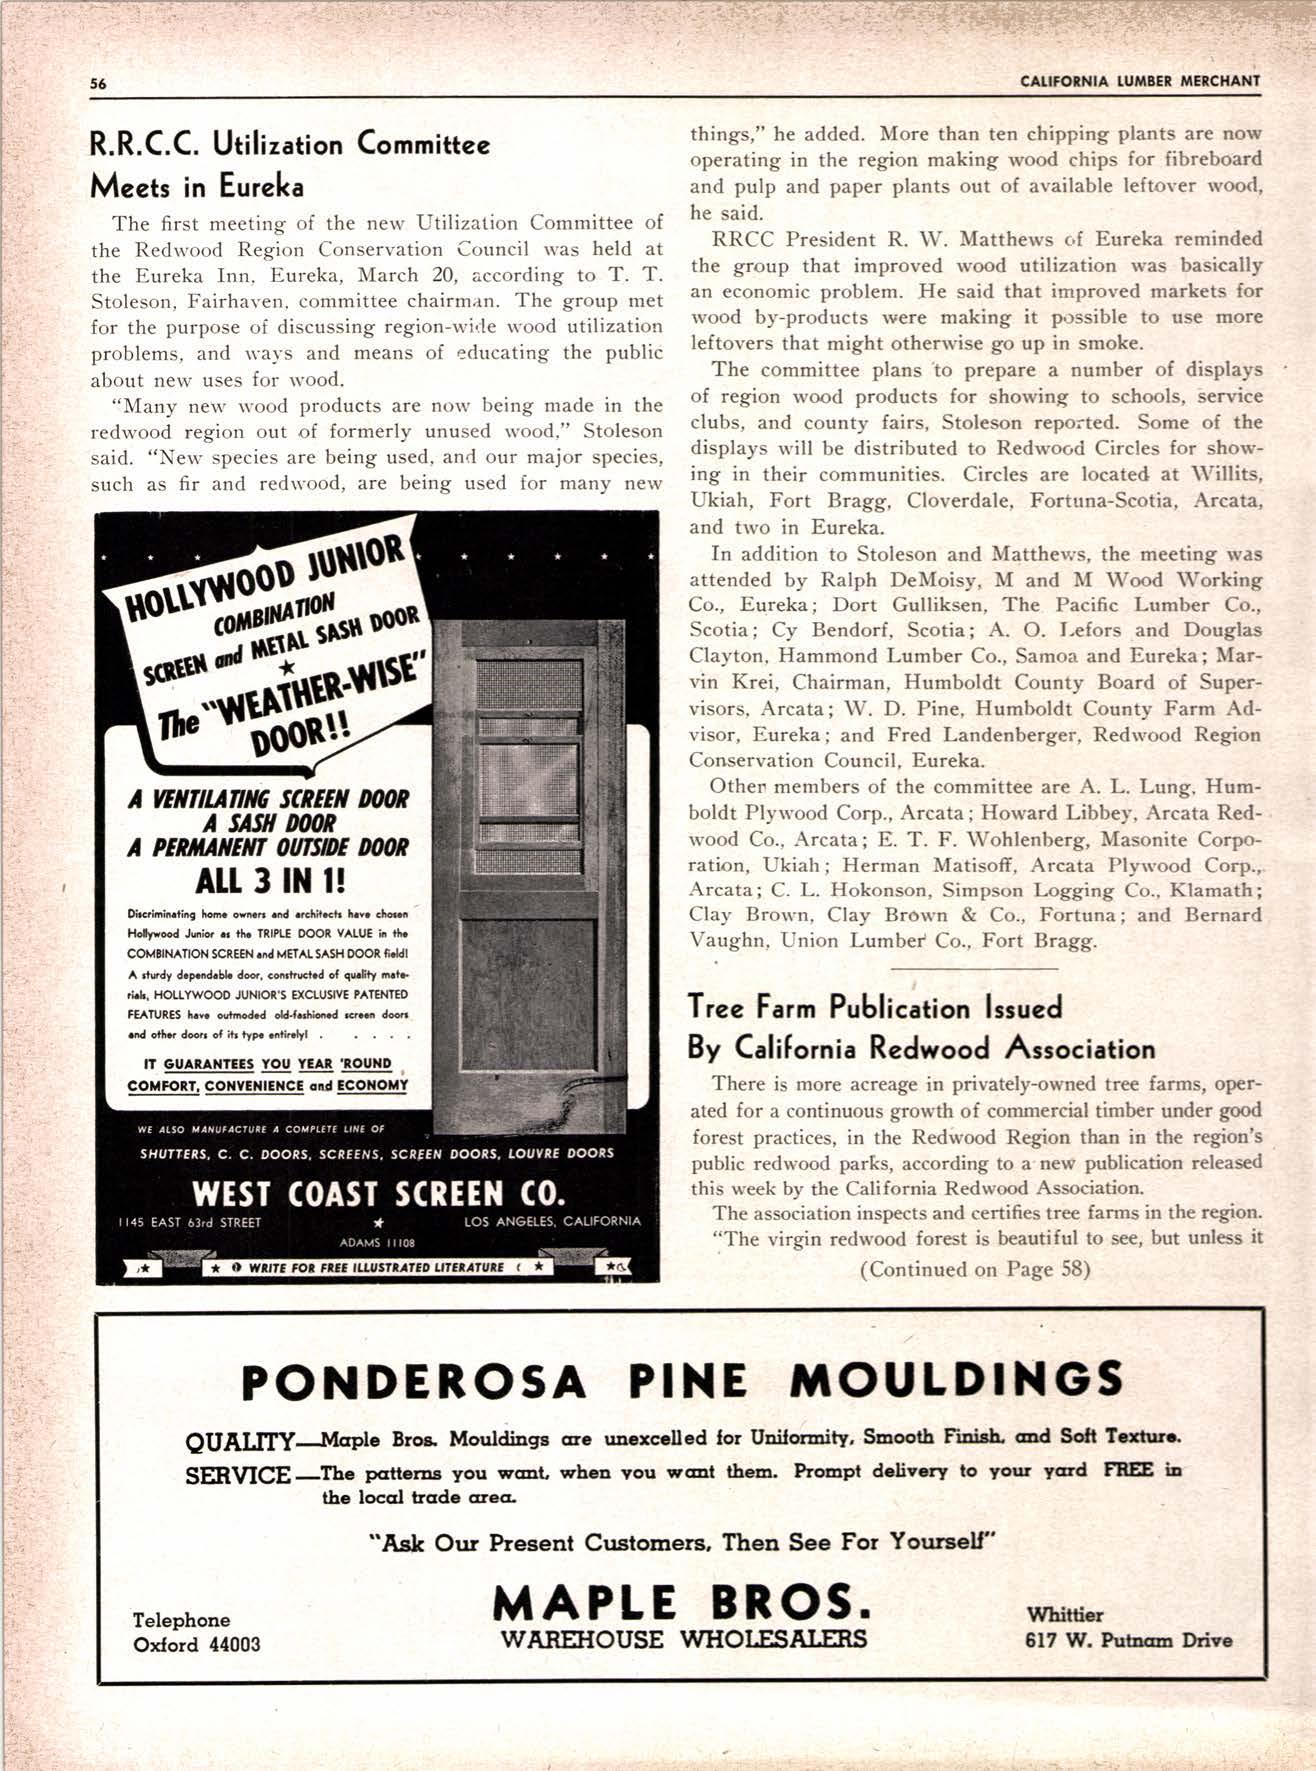 56
CALIFORNIA LUMBER MERCHANT
R.R.C.C. Utilization Committee
Meets in Eureka
The first meeting of the new Utilization Committee of
the Redwood Region Conservation Council was held at
the Eureka Inn, Eureka, March 20, according to T. T.
Stoleson, Fairhaven, committee chairman. The group met
for the purpose of discussing region-wide wood utilization
problems, and ways and means of educating the public
about new uses for wood.
"Many new wood products are now being made in the
redwood region out of formerly unused wood," Stoleson
said. "New species are being used, and our major species,
such as fir and redwood, are being used for many new
things," he added. More than ten chipping plants are now
operating in the region making wood chips for fibreboard
and pulp and paper plants out of available leftover wood,
he said.
RRCC President R. W. Matthews of Eureka reminded
the group that improved wood utilization was basically
an economic problem. He said that improved markets for
wood by-products were making it possible to use more
leftovers that might otherwise go up in smoke.
The committee plans to prepare a number of displays
of region wood products for showing to schools, service
clubs, and county fairs, Stoleson reported. Some of the
displays will be distributed to Redwood Circles for show-
ing in their communities. Circles are located at Willits,
Ukiah, Fort Bragg, Cloverdale, Fortuna-Scotia, Arcata,
and two in Eureka.
In addition to Stoleson and Matthews, the meeting was
attended by Ralph DeMoisy, M and M Wood Working
Co., Eureka; Dort Gulliksen, The Pacific Lumber Co.,
Scotia; Cy Bendorf, Scotia; A. O. Lefors and Douglas
Clayton, Hammond Lumber Co., Samoa and Eureka; Mar-
vin Krei, Chairman, Humboldt County Board of Super-
visors, Arcata; W. D. Pine, Humboldt County Farm Ad-
visor, Eureka; and Fred Landenberger, Redwood Region
Conservation Council, Eureka.
Other members of the committee are A. L. Lung, Hum-
boldt Plywood Corp., Arcata; Howard Libbey, Arcata Red-
wood Co., Arcata; E. T. F. Wohlenberg, Masonite Corpo-
ration, Ukiah; Herman Matisoff, Arcata Plywood Corp.,
Arcata; C. L. Hokonson, Simpson Logging Co., Klamath;
Clay Brown, Clay Brown & Co., Fortuna; and Bernard
Vaughn, Union Lumber Co., Fort Bragg.
Tree Farm Publication Issued
By California Redwood Association
There is more acreage in privately-owned tree farms, oper-
ated for a continuous growth of commercial timber under good
forest practices, in the Redwood Region than in the region's
public redwood parks, according to a new publication released
this week by the California Redwood Association.
The association inspects and certifies tree farms in the region.
"The virgin redwood forest is beautiful to see, but unless it
(Continued on Page 58)
HOLLYWOOD JUNIOR
COMBINATION
SCREEN and METAL SASH DOOR
The "WEATHER-WISE"
DOOR!!
A VENTILATING SCREEN DOOR
A SASH DOOR
A PERMANENT OUTSIDE DOOR
ALL 3 IN 1!
Discriminating home owners and architects have chosen
Hollywood Junior as the TRIPLE DOOR VALUE in the
COMBINATION SCREEN and METAL SASH DOOR field!
A sturdy dependable door, constructed of quality mate-
rials, HOLLYWOOD JUNIOR'S EXCLUSIVE PATENTED
FEATURES have outmoded old-fashioned screen doors
and other doors of its type entirely! . . . . .
IT GUARANTEES YOU YEAR 'ROUND
COMFORT, CONVENIENCE and ECONOMY
WE ALSO MANUFACTURE A COMPLETE LINE OF
SHUTTERS, C. C. DOORS, SCREENS, SCREEN DOORS, LOUVRE DOORS
WEST COAST SCREEN CO.
1145 EAST 63rd STREET
LOS ANGELES, CALIFORNIA
ADAMS 11108
WRITE FOR FREE ILLUSTRATED LITERATURE
PONDEROSA PINE MOULDINGS
QUALITY—Maple Bros. Mouldings are unexcelled for Uniformity, Smooth Finish, and Soft Texture.
SERVICE—The patterns you want, when you want them. Prompt delivery to your yard FREE in
the local trade area.
"Ask Our Present Customers, Then See For Yourself"
MAPLE BROS.
WAREHOUSE WHOLESALERS
Telephone
Oxford 44003
Whittier
617 W. Putnam Drive